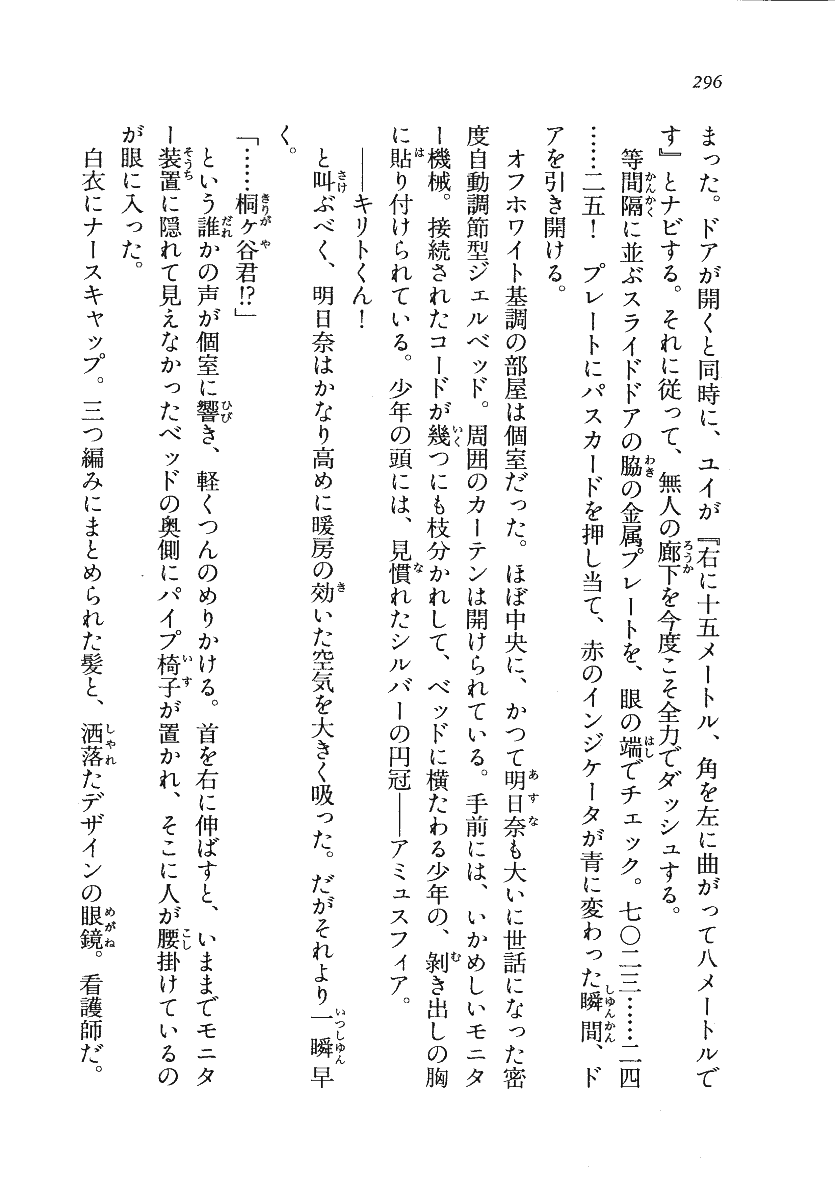 296
まった。ドアが開くと同時に、ユイが『右に十五メートル、角を左に曲がって八メートルで
す』とナビする。それに従って、無人の廊下を今度こそ全力でダッシュする。
　等間隔に並ぶスライドドアの脇の金属プレートを、眼の端でチェック。七〇二三……二四
……二五！　プレートにパスカードを押し当て、赤のインジケータが青に変わった瞬間、ド
アを引き開ける。
　オフホワイト基調の部屋は個室だった。ほぼ中央に、かつて明日奈も大いに世話になった密
度自動調節型ジェルベッド。周囲のカーテンは開けられている。手前には、いかめしいモニタ
ー機械。接続されたコードが幾つにも枝分かれして、ベッドに横たわる少年の、剝き出しの胸
に貼り付けられている。少年の頭には、見慣れたシルバーの円冠――アミュスフィア。
　――キリトくん！
　と叫ぶべく、明日奈はかなり高めに暖房の効いた空気を大きく吸った。だがそれより一瞬早
く。
「……桐ヶ谷君!?」
　という誰かの声が個室に響き、軽くつんのめりかける。首を右に伸ばすと、いままでモニタ
ー装置に隠れて見えなかったベッドの奥側にパイプ椅子が置かれ、そこに人が腰掛けているの
が眼に入った。
　白衣にナースキャップ。三つ編みにまとめられた髪と、洒落たデザインの眼鏡。看護師だ。